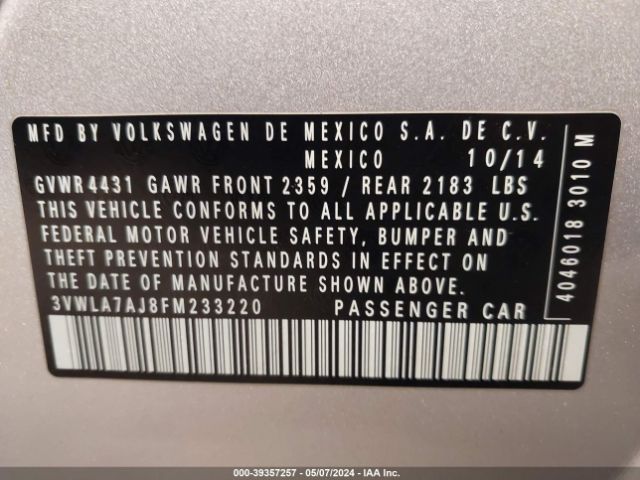 MFD BY VOLKSWAGEN DE MEXICO S.A. DE C.V.
MEXICO 10/14
GVWR 4431 GAWR FRONT 2359 / REAR 2183 LBS
THIS VEHICLE CONFORMS TO ALL APPLICABLE U.S.
FEDERAL MOTOR VEHICLE SAFETY, BUMPER AND
THEFT PREVENTION STANDARDS IN EFFECT ON
THE DATE OF MANUFACTURE SHOWN ABOVE.
3VWLA7AJ8FM233220 PASSENGER CAR
4046018 3010 M
000-39357257 - 05/07/2024 - IAAI.COM